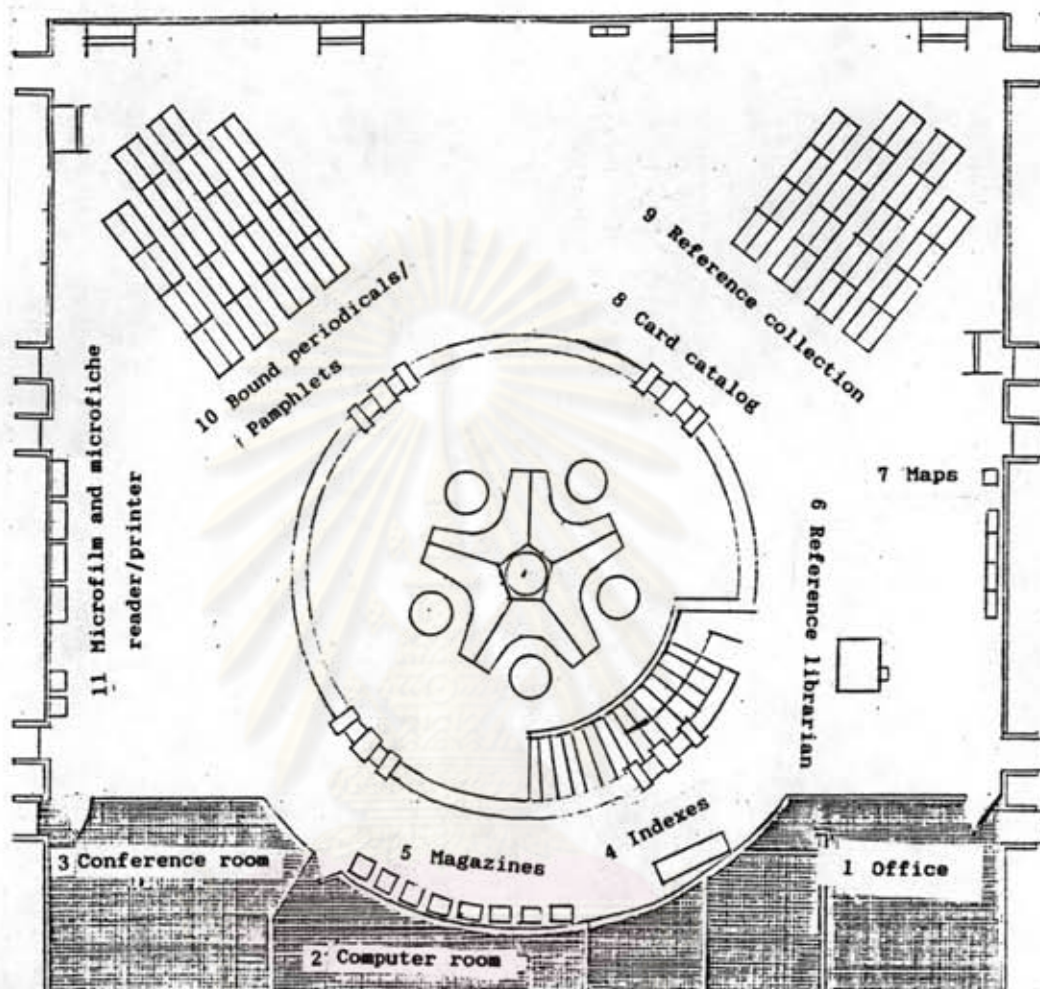 1 Office
2 Computer room
3 Conference room
4 Indexes
5 Magazines
6 Reference librarian
7 Maps
8 Card catalog
9 Reference collection
10 Bound periodicals/
Pamphlets
11 Microfilm and microfiche
reader/printer